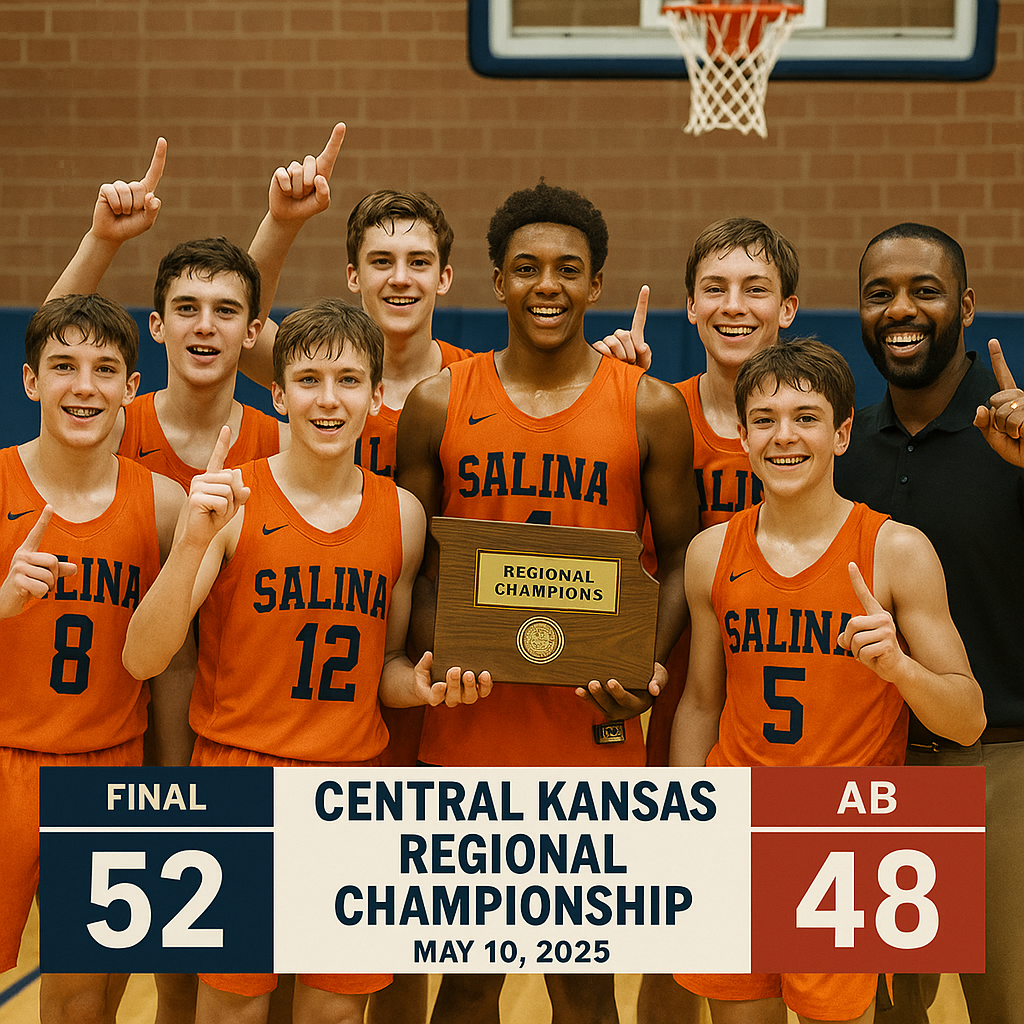 SALINA
SALINA
8
SALINA
12
SALINA
5
REGIONAL
CHAMPIONS
FINAL
52
CENTRAL KANSAS
REGIONAL
CHAMPIONSHIP
MAY 10, 2025
AB
48